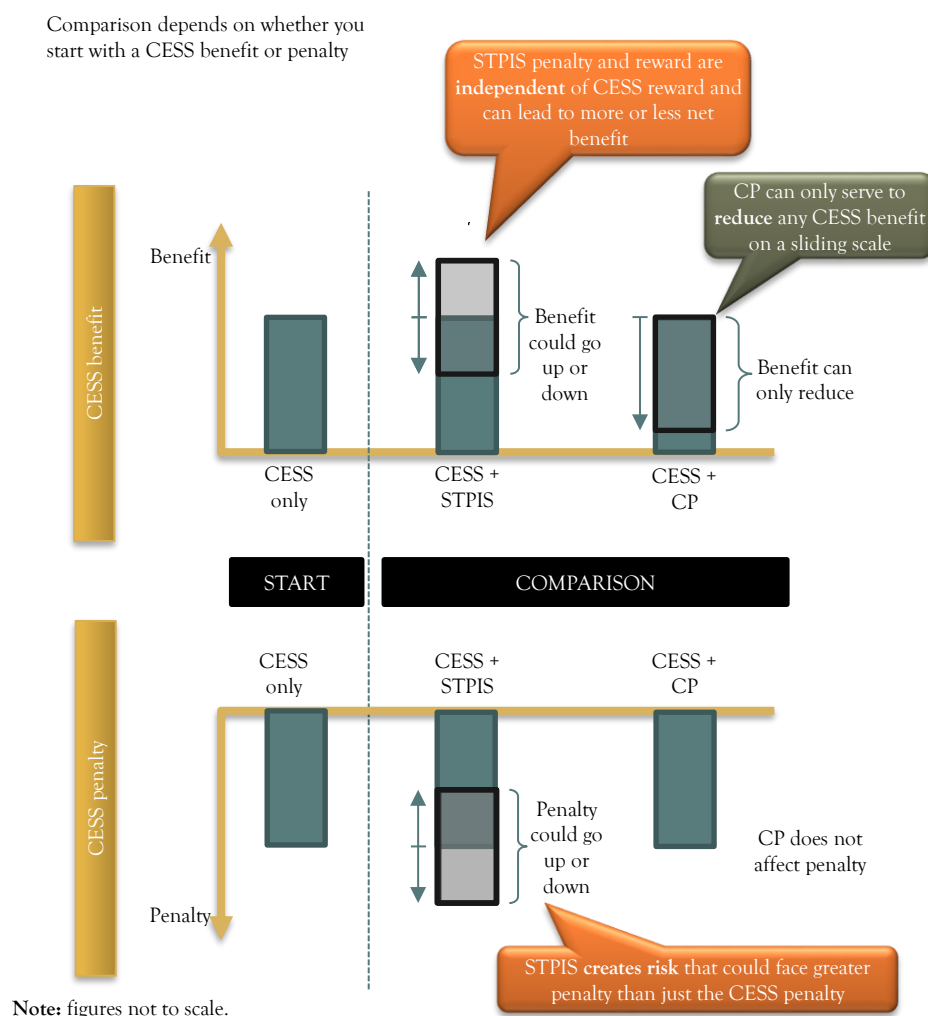 Comparison depends on whether you
start with a CESS benefit or penalty
STPIS penalty and reward are
independent of CESS reward and
can lead to more or less net
benefit
CP can only serve to
reduce any CESS benefit
on a sliding scale
CESS benefit
Benefit
Benefit
could go
up or
down
Benefit can
only reduce
CESS
only
CESS +
STPIS
CESS +
CP
START
COMPARISON
CESS penalty
CESS
only
CESS +
STPIS
CESS +
CP
Penalty
could go
up or
down
CP does not
affect penalty
Penalty
STPIS creates risk that could face greater
penalty than just the CESS penalty
Note: figures not to scale.